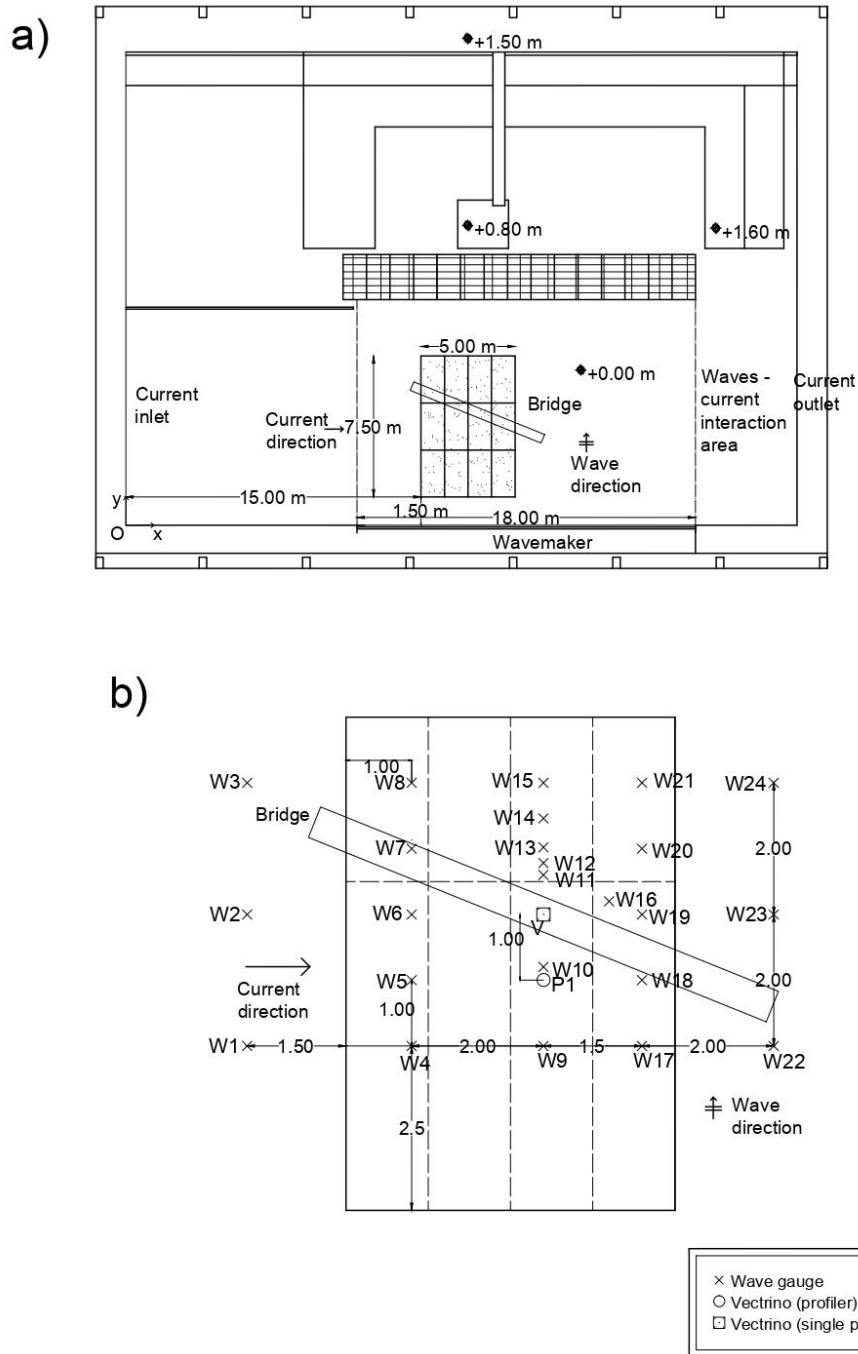 a)
+1.50 m
+0.80 m
+1.60 m
5.00 m
+0.00 m
Current
inlet
Current
direction
7.50 m
Bridge
Wave
direction
Waves -
current
interaction
area
Current
outlet
15.00 m
1.50 m
18.00 m
y
O
x
Wavemaker
b)
1.00
W3
W8
W15
W21
W24
Bridge
W14
W7
W13
W20
2.00
W12
W11
W16
W2
W6
V
W19
W23
1.00
W10
Current
direction
W5
P1
W18
2.00
1.00
W1
1.50
W4
2.00
W9
1.5
W17
2.00
W22
Wave
direction
2.5
Wave gauge
Vectrino (profiler)
Vectrino (single p